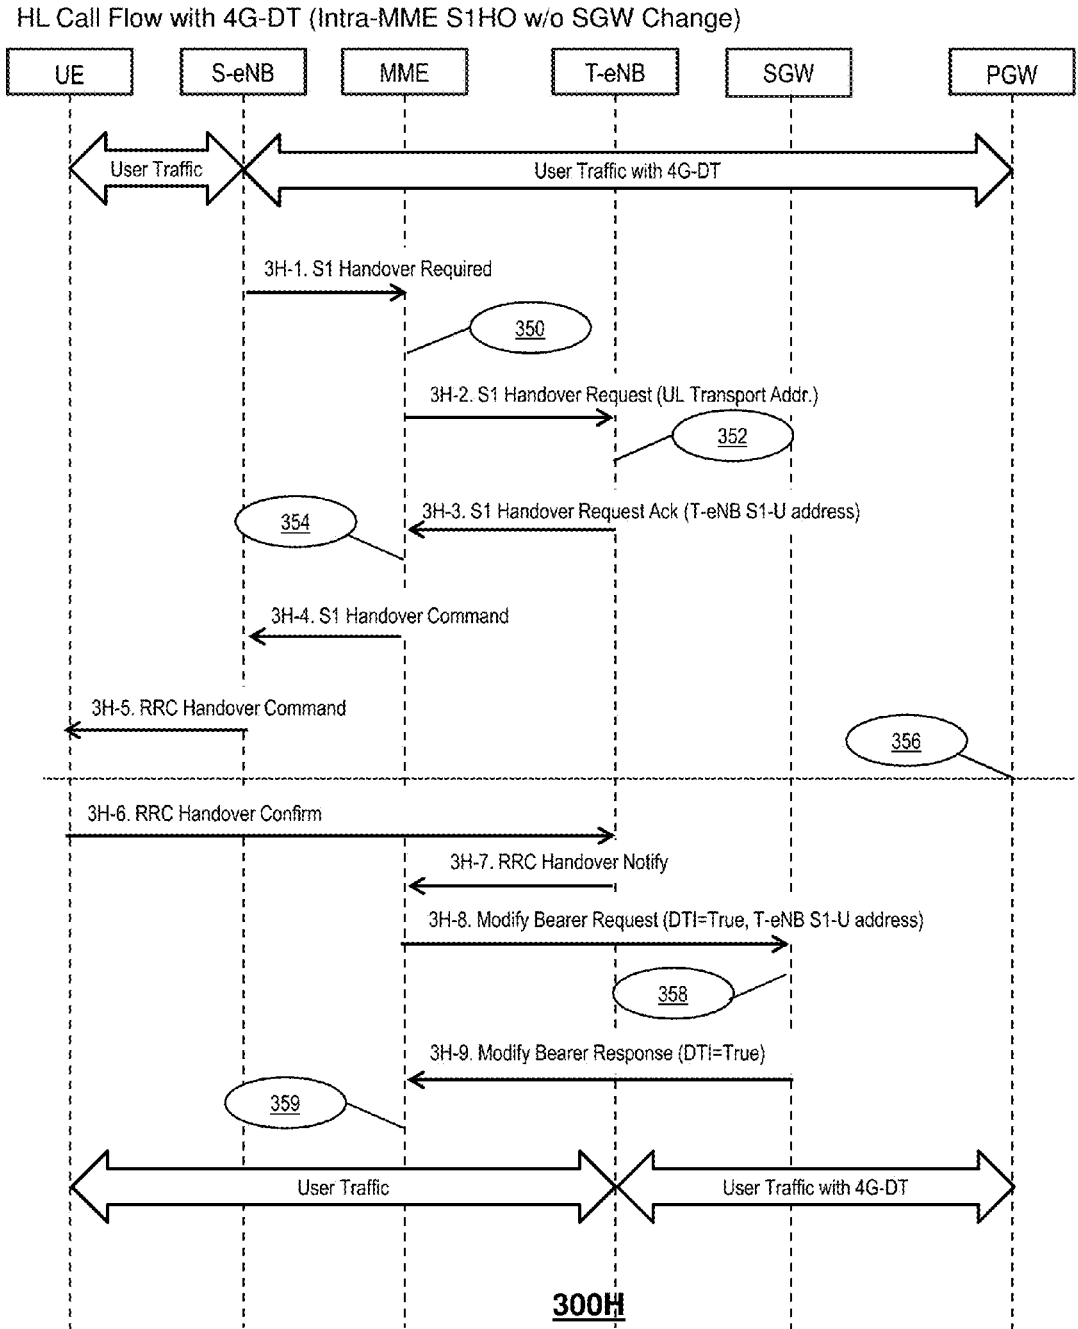 HL Call Flow with 4G-DT (Intra-MME S1HO w/o SGW Change)
UE S-eNB MME T-eNB SGW PGW
User Traffic User Traffic with 4G-DT
3H-1. S1 Handover Required
350
3H-2. S1 Handover Request (UL Transport Addr.)
352
3H-3. S1 Handover Request Ack (T-eNB S1-U address)
354
3H-4. S1 Handover Command
3H-5. RRC Handover Command
356
3H-6. RRC Handover Confirm
3H-7. RRC Handover Notify
3H-8. Modify Bearer Request (DTI=True, T-eNB S1-U address)
358
3H-9. Modify Bearer Response (DTI=True)
359
User Traffic User Traffic with 4G-DT
300H